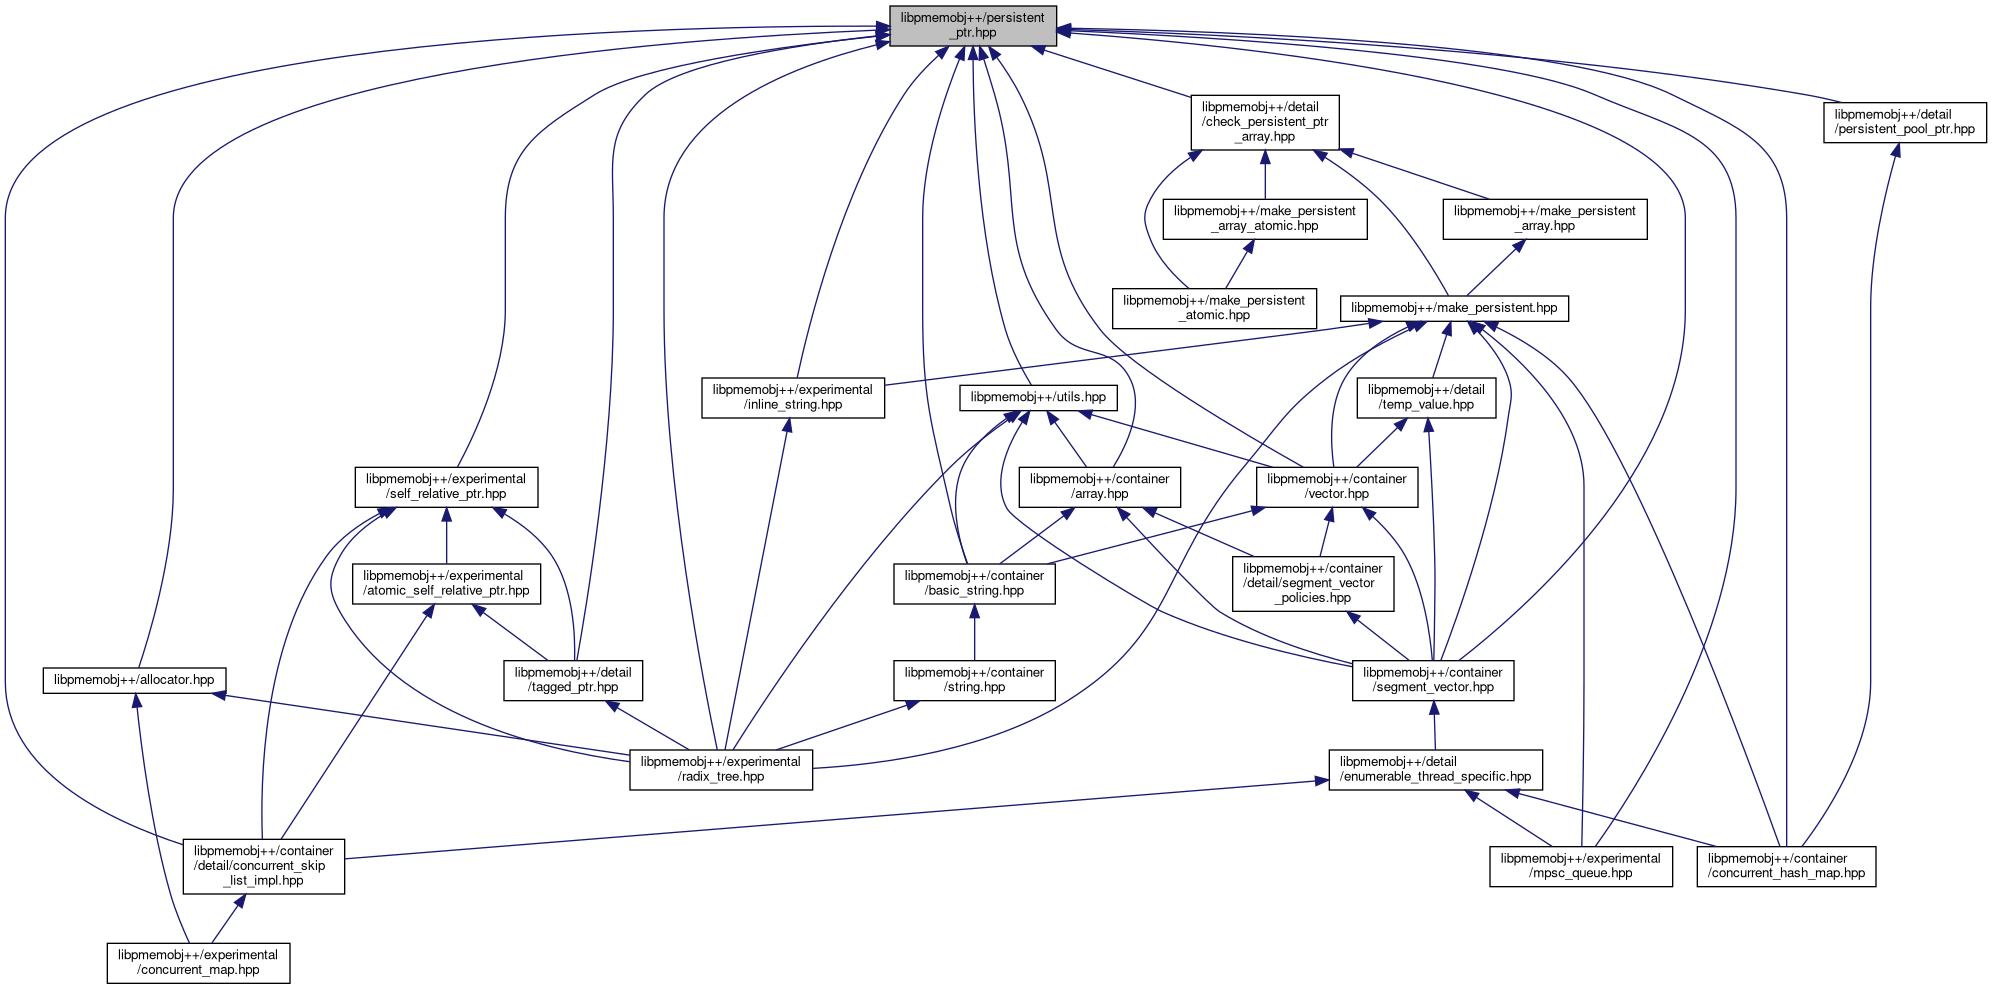 libpmemobj++/persistent
_ptr.hpp
libpmemobj++/detail
/check_persistent_ptr
_array.hpp
libpmemobj++/detail
/persistent_pool_ptr.hpp
libpmemobj++/make_persistent
_array_atomic.hpp
libpmemobj++/make_persistent
_array.hpp
libpmemobj++/make_persistent
_atomic.hpp
libpmemobj++/make_persistent.hpp
libpmemobj++/experimental
/inline_string.hpp
libpmemobj++/utils.hpp
libpmemobj++/detail
/temp_value.hpp
libpmemobj++/experimental
/self_relative_ptr.hpp
libpmemobj++/container
/array.hpp
libpmemobj++/container
/vector.hpp
libpmemobj++/experimental
/atomic_self_relative_ptr.hpp
libpmemobj++/container
/basic_string.hpp
libpmemobj++/container
/detail/segment_vector
_policies.hpp
libpmemobj++/allocator.hpp
libpmemobj++/detail
/tagged_ptr.hpp
libpmemobj++/container
/string.hpp
libpmemobj++/container
/segment_vector.hpp
libpmemobj++/experimental
/radix_tree.hpp
libpmemobj++/detail
/enumerable_thread_specific.hpp
libpmemobj++/container
/detail/concurrent_skip
_list_impl.hpp
libpmemobj++/experimental
/mpsc_queue.hpp
libpmemobj++/container
/concurrent_hash_map.hpp
libpmemobj++/experimental
/concurrent_map.hpp